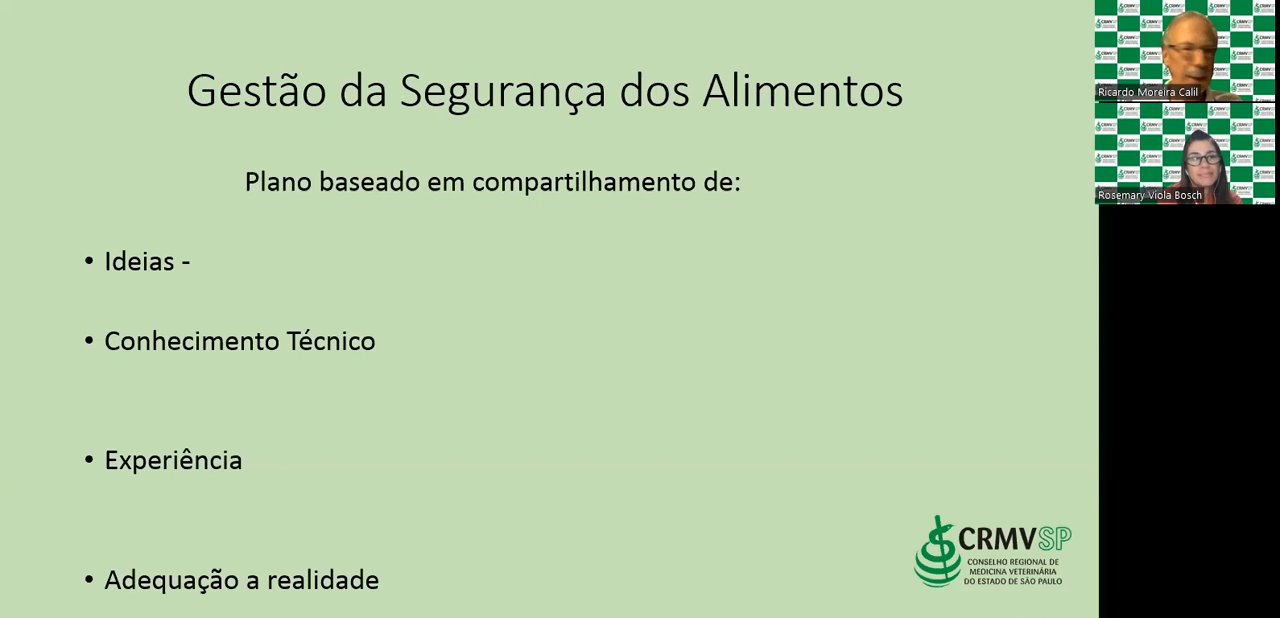 Gestão da Segurança dos Alimentos
Plano baseado em compartilhamento de:
• Ideias -
• Conhecimento Técnico
• Experiência
• Adequação a realidade
CRMVSP
CONSELHO REGIONAL DE
MEDICINA VETERINÁRIA
DO ESTADO DE SÃO PAULO
Ricardo Moreira Calil
Rosemary Viola Bosch